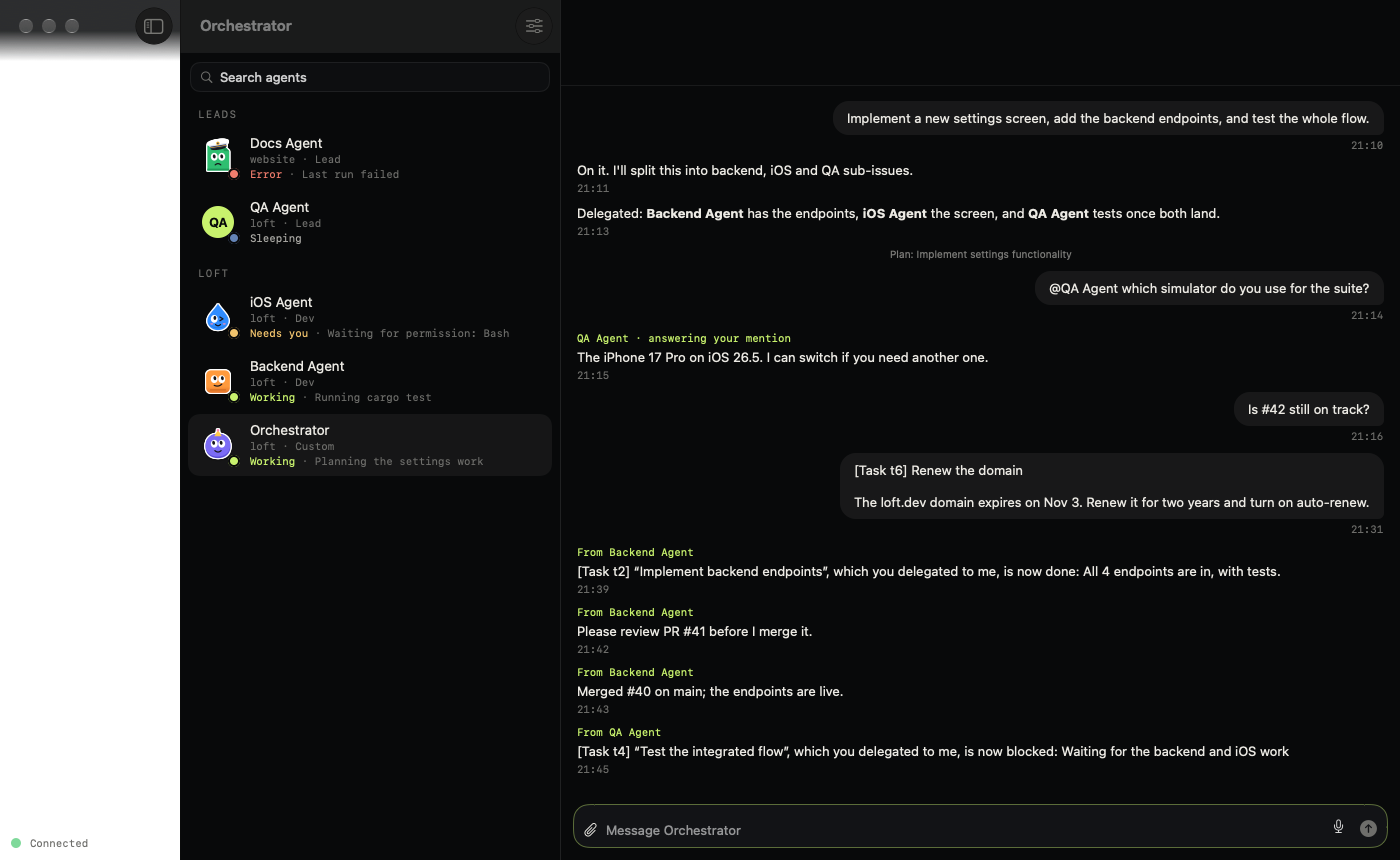 Orchestrator
Search agents
LEADS
Docs Agent
website · Lead
Error · Last run failed
QA
QA Agent
loft · Lead
Sleeping
LOFT
iOS Agent
loft · Dev
Needs you · Waiting for permission: Bash
Backend Agent
loft · Dev
Working · Running cargo test
Orchestrator
loft · Custom
Working · Planning the settings work
Connected
Implement a new settings screen, add the backend endpoints, and test the whole flow.
21:10
On it. I'll split this into backend, iOS and QA sub-issues.
21:11
Delegated: Backend Agent has the endpoints, iOS Agent the screen, and QA Agent tests once both land.
21:13
Plan: Implement settings functionality
@QA Agent which simulator do you use for the suite?
21:14
QA Agent · answering your mention
The iPhone 17 Pro on iOS 26.5. I can switch if you need another one.
21:15
Is #42 still on track?
21:16
[Task t6] Renew the domain
The loft.dev domain expires on Nov 3. Renew it for two years and turn on auto-renew.
21:31
From Backend Agent
[Task t2] “Implement backend endpoints”, which you delegated to me, is now done: All 4 endpoints are in, with tests.
21:39
From Backend Agent
Please review PR #41 before I merge it.
21:42
From Backend Agent
Merged #40 on main; the endpoints are live.
21:43
From QA Agent
[Task t4] “Test the integrated flow”, which you delegated to me, is now blocked: Waiting for the backend and iOS work
21:45
Message Orchestrator